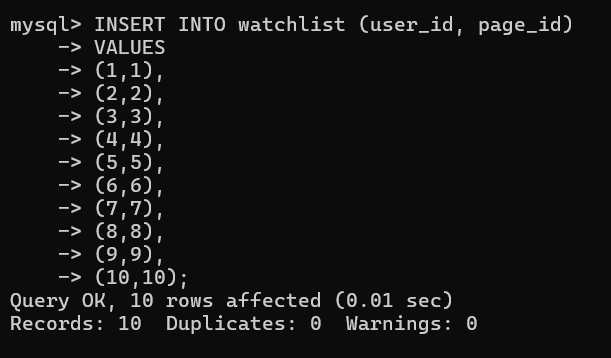 mysql> INSERT INTO watchlist (user_id, page_id)
    -> VALUES
    -> (1,1),
    -> (2,2),
    -> (3,3),
    -> (4,4),
    -> (5,5),
    -> (6,6),
    -> (7,7),
    -> (8,8),
    -> (9,9),
    -> (10,10);
Query OK, 10 rows affected (0.01 sec)
Records: 10  Duplicates: 0  Warnings: 0